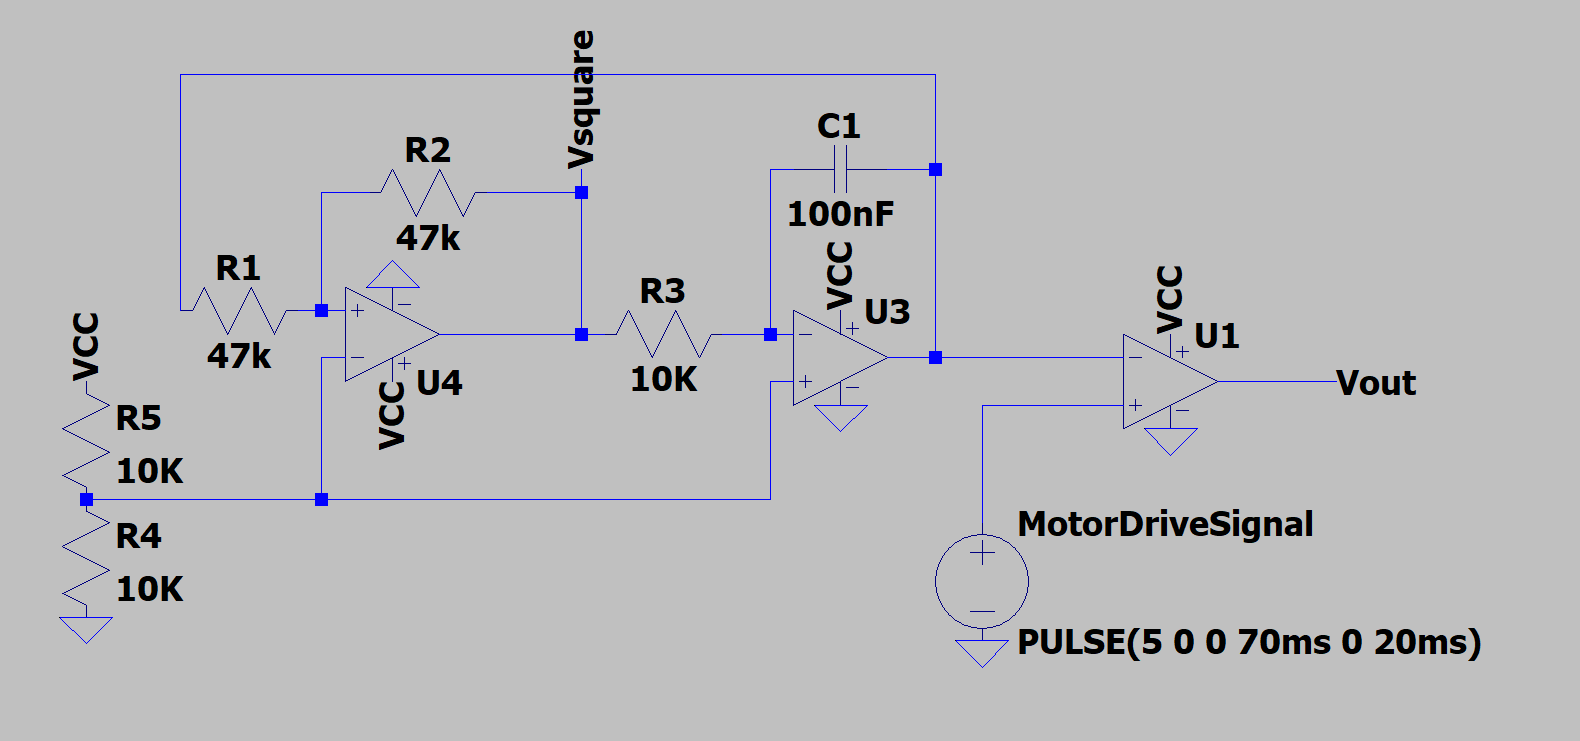 Vsquare
C1
100nF
R2
47k
R1
47k
VCC
R5
10K
R4
10K
U4
VCC
R3
10K
VCC
U3
VCC
U1
Vout
MotorDriveSignal
PULSE(5 0 0 70ms 0 20ms)